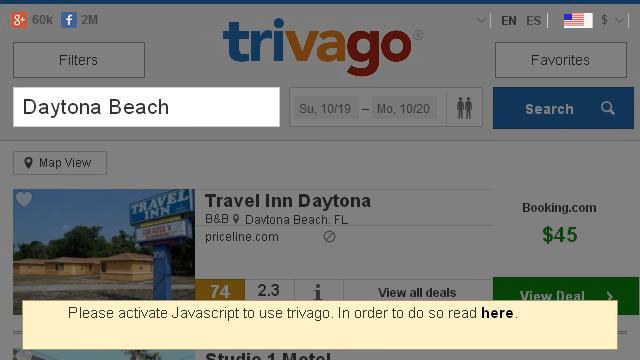 60k 2M EN ES $
trivago
Filters
Favorites
Daytona Beach
Su, 10/19 – Mo, 10/20
Search
Map View
Travel Inn Daytona
B&B Daytona Beach, FL
priceline.com
Booking.com
$45
TRAVEL
INN
74 2.3 i View all deals
View Deal
Please activate Javascript to use trivago. In order to do so read here.
Studio 1 Motel